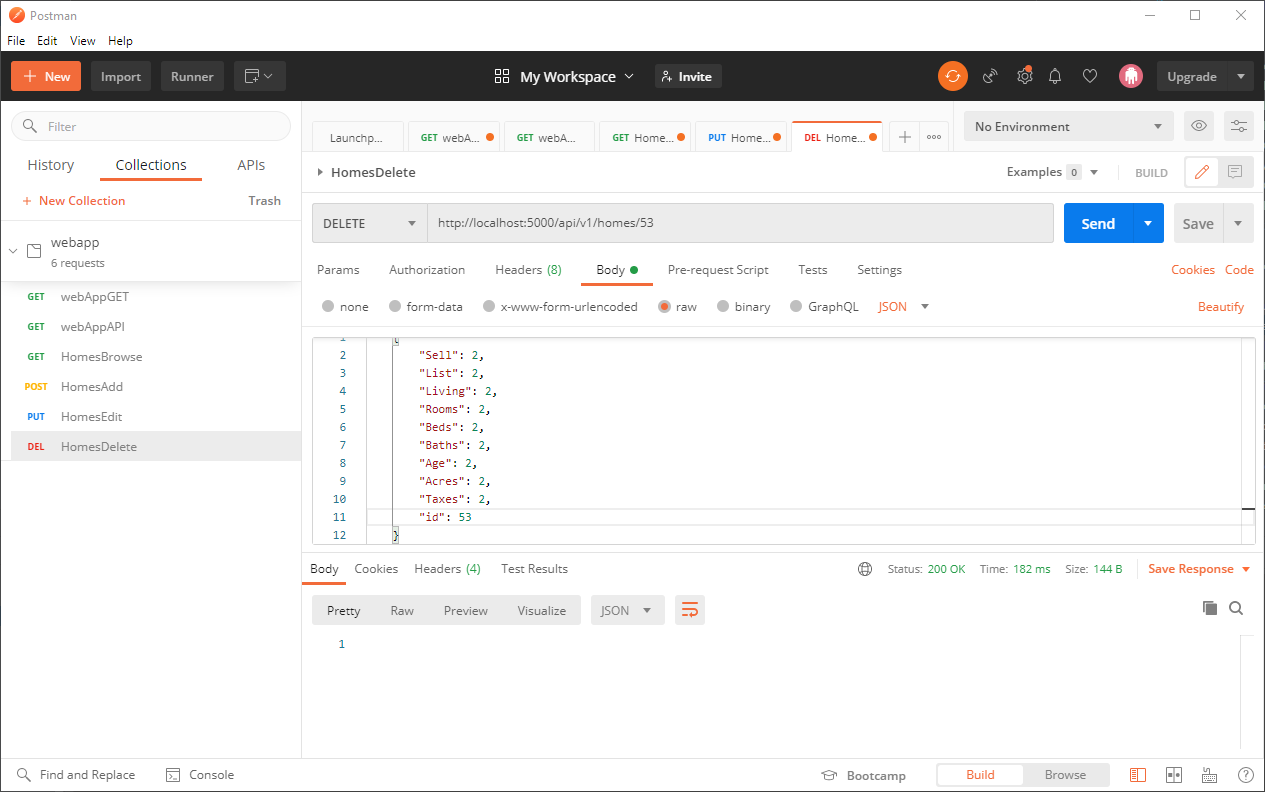 Postman
File Edit View Help
New Import Runner My Workspace Invite Upgrade
Filter
History Collections APIs
New Collection Trash
webapp
6 requests
GET webAppGET
GET webAppAPI
GET HomesBrowse
POST HomesAdd
PUT HomesEdit
DEL HomesDelete
Launchp... GET webA... GET webA... GET Home... PUT Home... DEL Home... No Environment
HomesDelete Examples 0 BUILD
DELETE http://localhost:5000/api/v1/homes/53 Send Save
Params Authorization Headers (8) Body Pre-request Script Tests Settings Cookies Code
none form-data x-www-form-urlencoded raw binary GraphQL JSON Beautify
1 {
2 "Sell": 2,
3 "List": 2,
4 "Living": 2,
5 "Rooms": 2,
6 "Beds": 2,
7 "Baths": 2,
8 "Age": 2,
9 "Acres": 2,
10 "Taxes": 2,
11 "id": 53
12 }
Body Cookies Headers (4) Test Results Status: 200 OK Time: 182 ms Size: 144 B Save Response
Pretty Raw Preview Visualize JSON
1
Find and Replace Console Bootcamp Build Browse